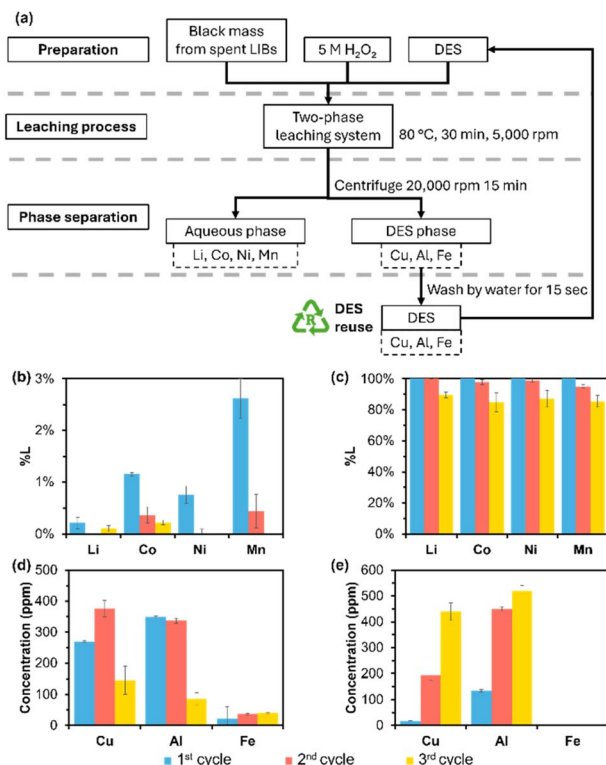 (a)
Preparation
Black mass
from spent LIBs
5 M H₂O₂
DES
Leaching process
Two-phase
leaching system
80 °C, 30 min, 5,000 rpm
Centrifuge 20,000 rpm 15 min
Phase separation
Aqueous phase
Li, Co, Ni, Mn
DES phase
Cu, Al, Fe
Wash by water for 15 sec
R
DES
reuse
DES
Cu, Al, Fe
(b)
3%
2%
1%
0%
%L
Li Co Ni Mn
(c)
100%
80%
60%
40%
20%
0%
%L
Li Co Ni Mn
(d)
500
400
300
200
100
0
Concentration (ppm)
Cu Al Fe
(e)
600
500
400
300
200
100
0
Concentration (ppm)
Cu Al Fe
1st cycle 2nd cycle 3rd cycle